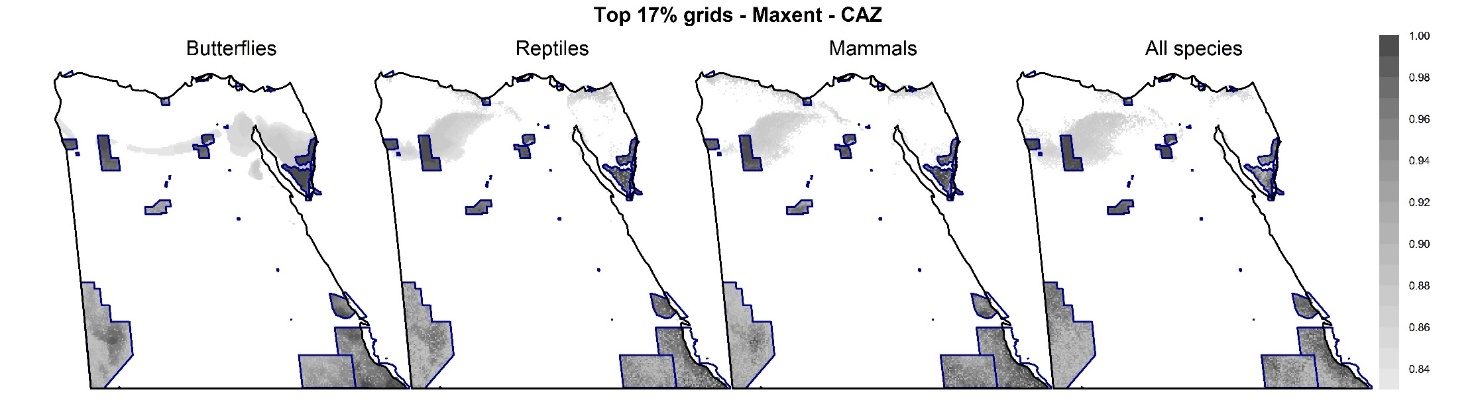 Top 17% grids - Maxent - CAZ
Butterflies
Reptiles
Mammals
All species
1.00
0.98
0.96
0.94
0.92
0.90
0.88
0.86
0.84